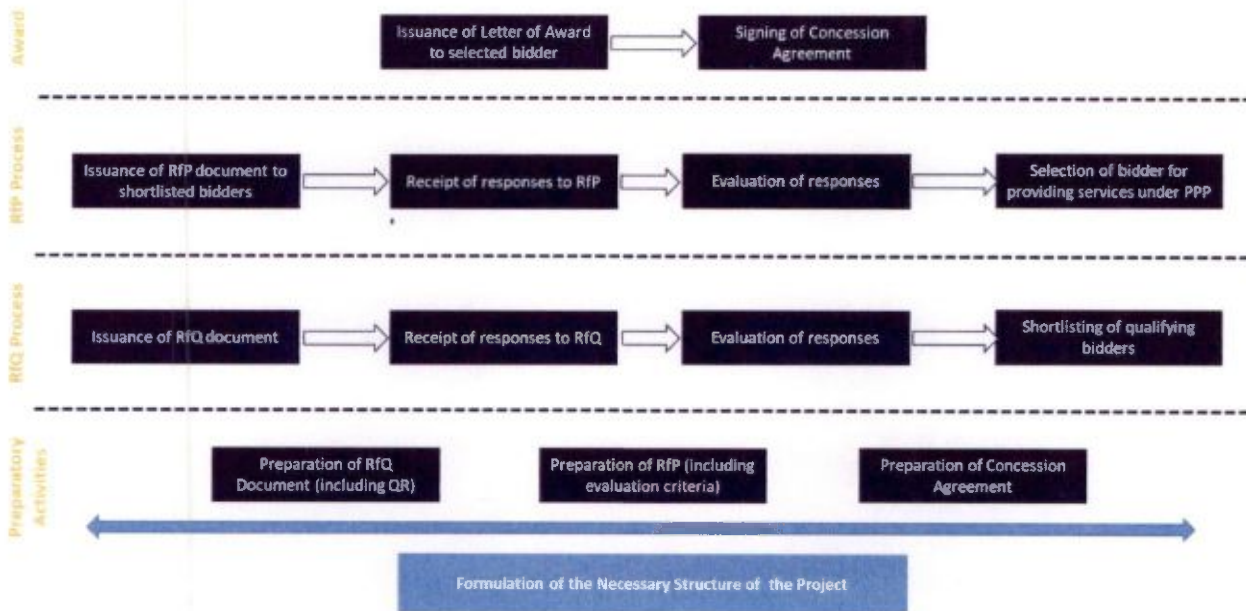 Award
Issuance of Letter of Award
to selected bidder
Signing of Concession
Agreement
RfP Process
Issuance of RfP document to
shortlisted bidders
Receipt of responses to RfP
Evaluation of responses
Selection of bidder for
providing services under PPP
RfQ Process
Issuance of RfQ document
Receipt of responses to RfQ
Evaluation of responses
Shortlisting of qualifying
bidders
Preparatory
Activities
Preparation of RfQ
Document (including QR)
Preparation of RfP (including
evaluation criteria)
Preparation of Concession
Agreement
Formulation of the Necessary Structure of the Project